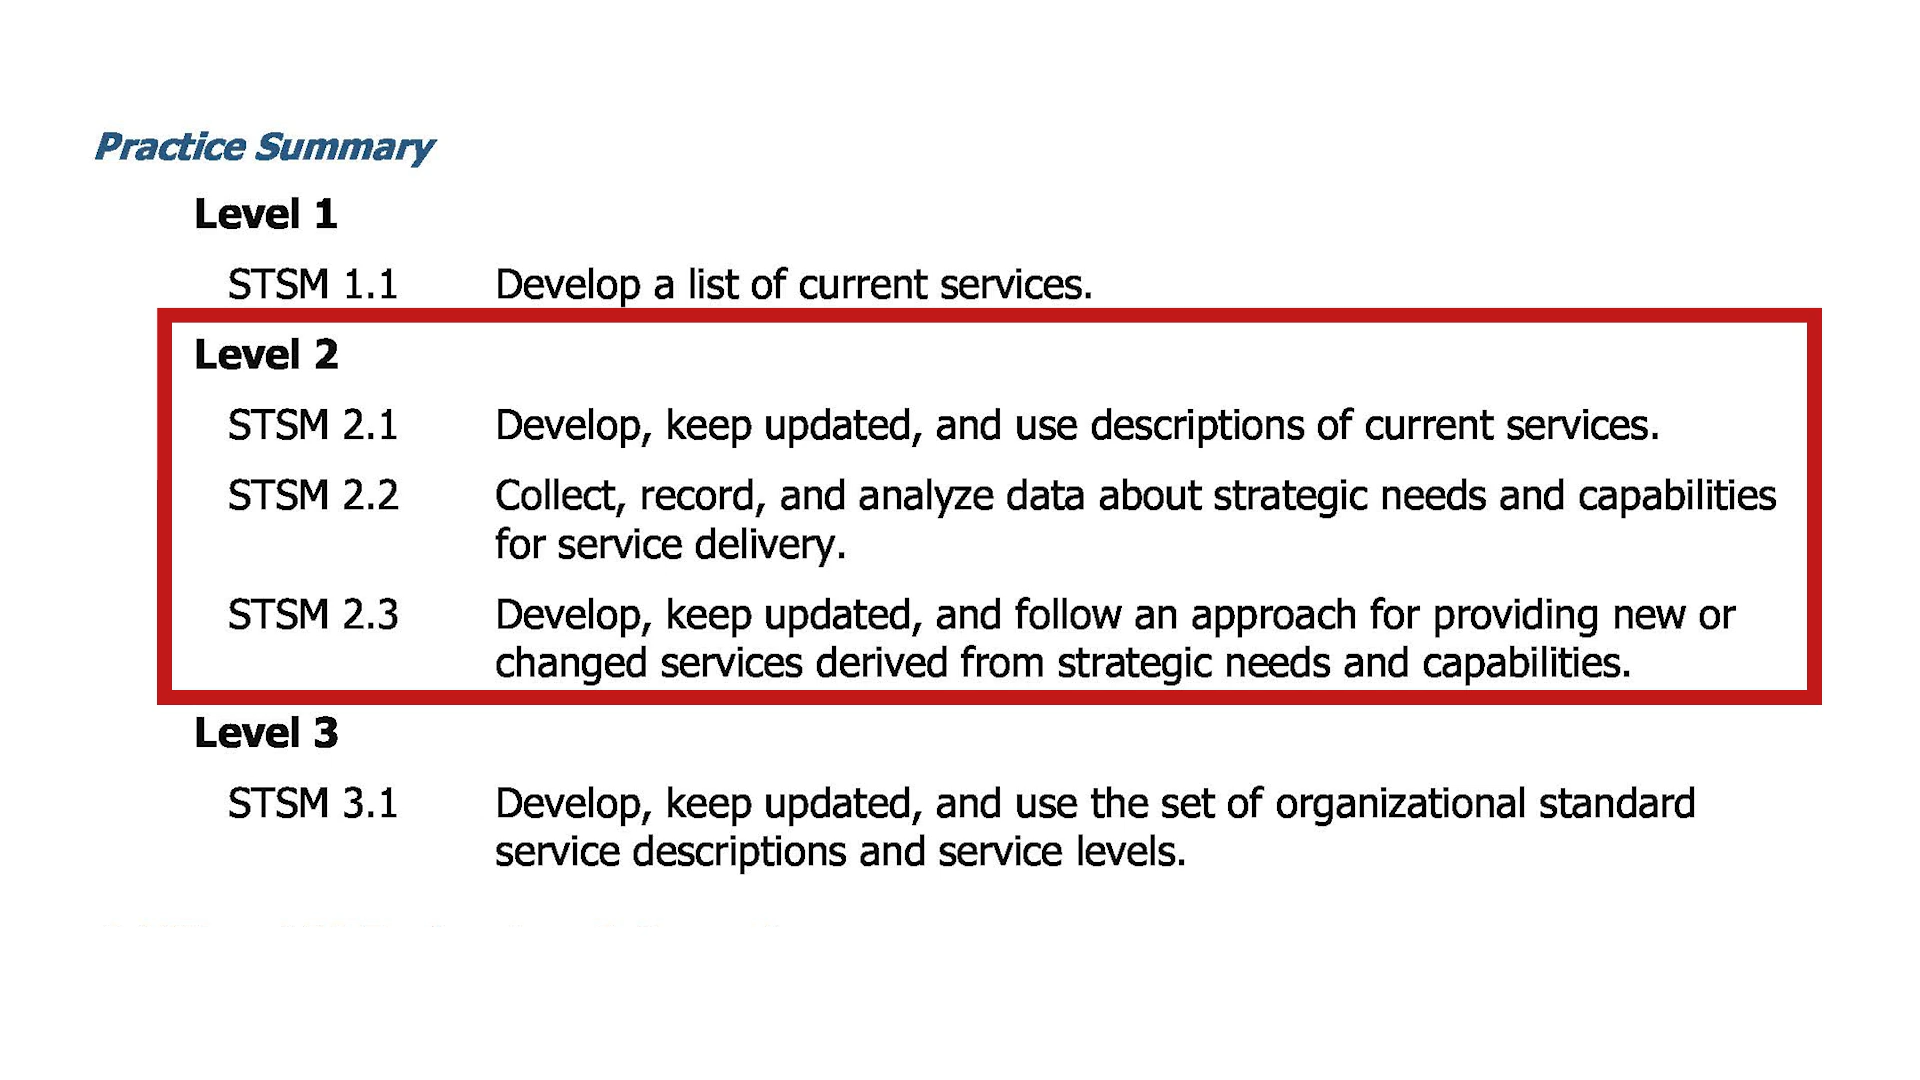 Practice Summary
Level 1
STSM 1.1 Develop a list of current services.
Level 2
STSM 2.1 Develop, keep updated, and use descriptions of current services.
STSM 2.2 Collect, record, and analyze data about strategic needs and capabilities
for service delivery.
STSM 2.3 Develop, keep updated, and follow an approach for providing new or
changed services derived from strategic needs and capabilities.
Level 3
STSM 3.1 Develop, keep updated, and use the set of organizational standard
service descriptions and service levels.